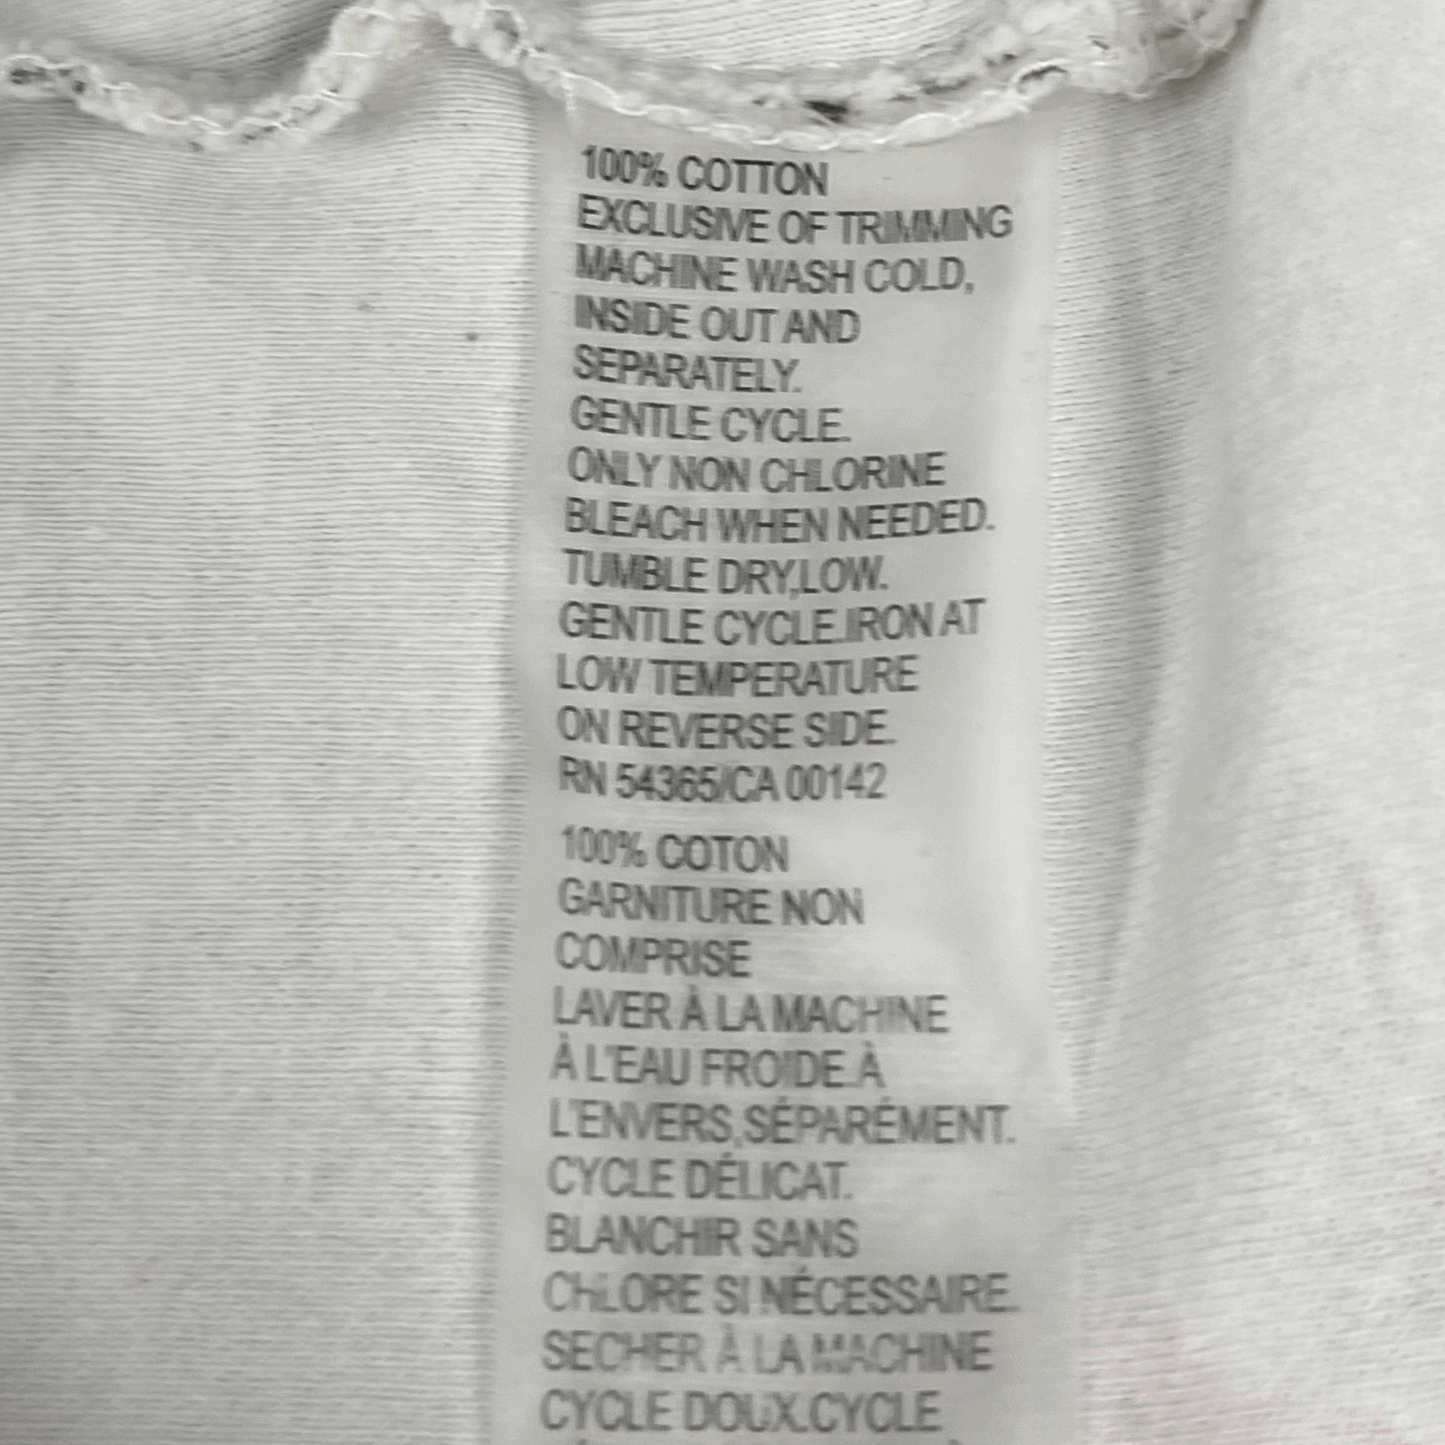 100% COTTON
EXCLUSIVE OF TRIMMING
MACHINE WASH COLD,
INSIDE OUT AND
SEPARATELY.
GENTLE CYCLE.
ONLY NON CHLORINE
BLEACH WHEN NEEDED.
TUMBLE DRY,LOW.
GENTLE CYCLE.IRON AT
LOW TEMPERATURE
ON REVERSE SIDE.
RN 54365/CA 00142
100% COTON
GARNITURE NON
COMPRISE
LAVER À LA MACHINE
À L'EAU FROIDE.À
L'ENVERS,SÉPARÉMENT.
CYCLE DÉLICAT.
BLANCHIR SANS
CHLORE SI NÉCESSAIRE.
SECHER À LA MACHINE
CYCLE DOUX.CYCLE